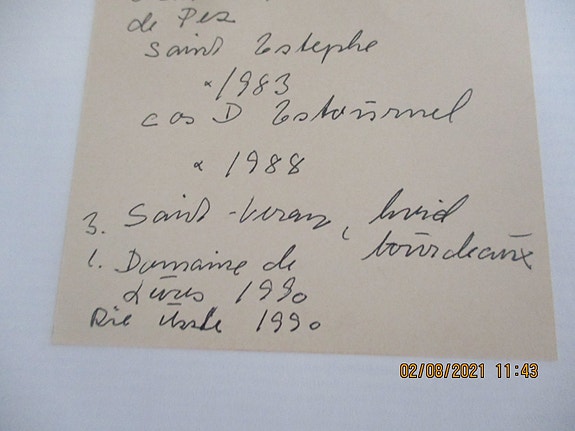 de Pez
Saint Estephe
" 1983
cos D Estournel
" 1988
3. Saint-Veran,
bourdeaux
1. Domaine de
1990
1990
02/08/2021 11:43